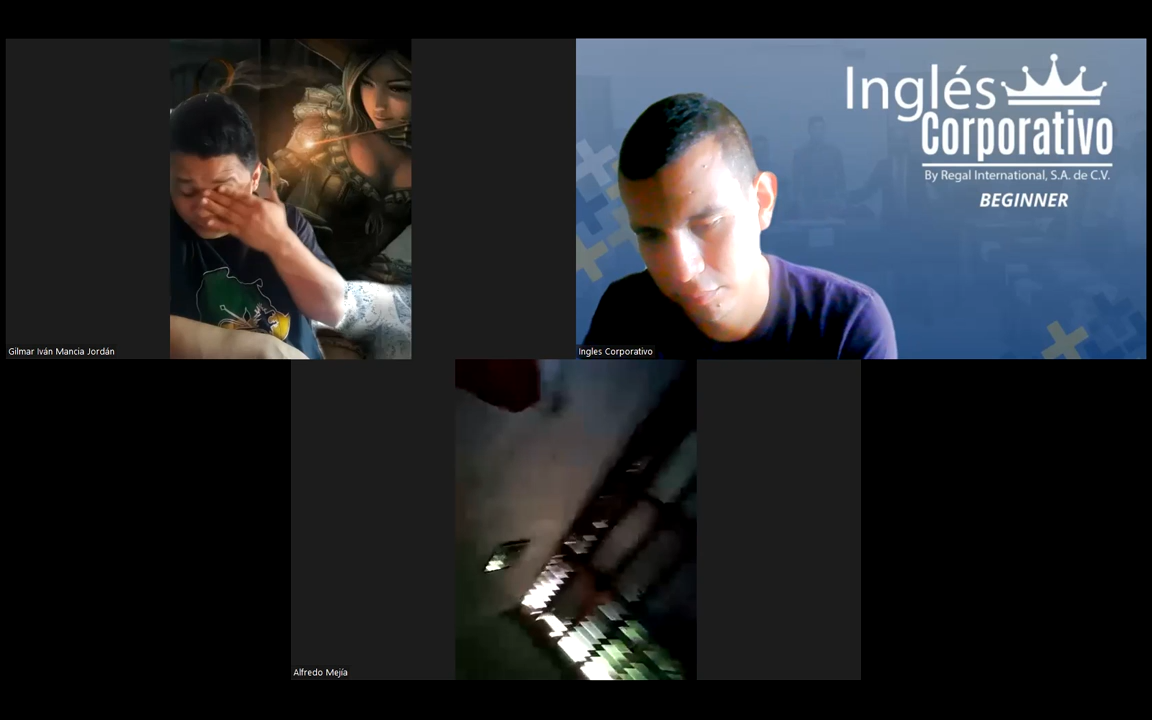 Inglés
Corporativo
By Regal International, S.A. de C.V.
BEGINNER
Gilmar Iván Mancia Jordán
Ingles Corporativo
Alfredo Mejía